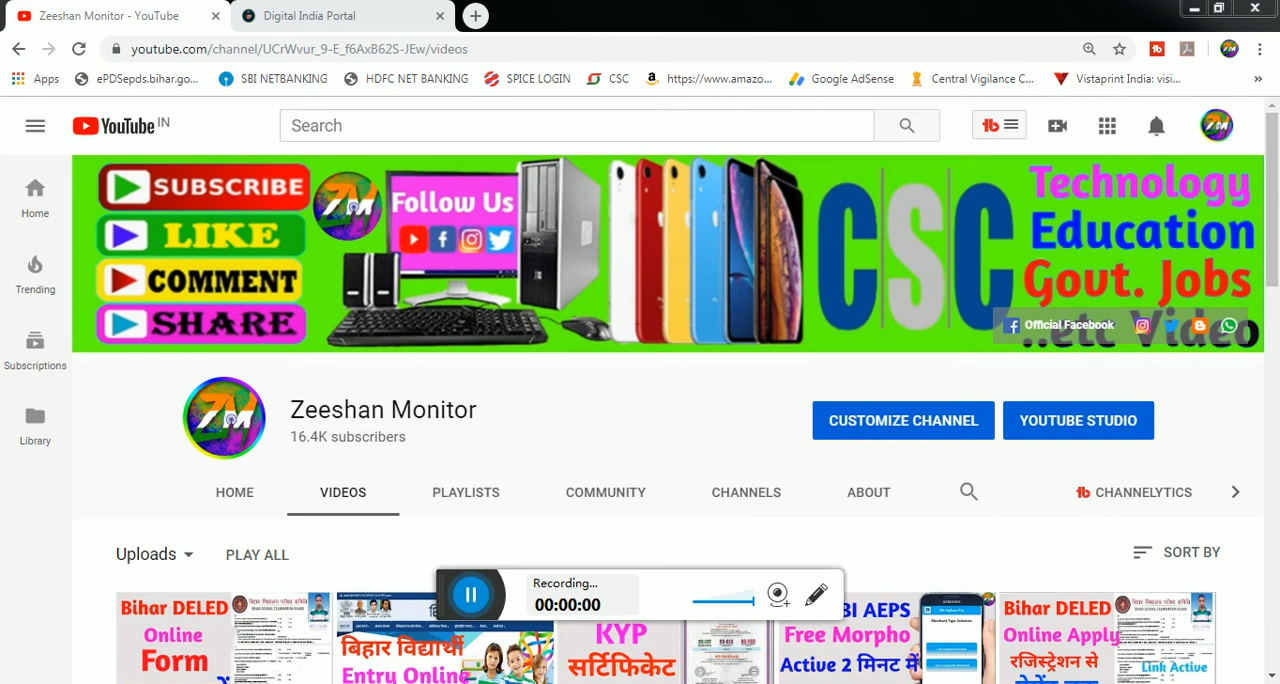 Zeeshan Monitor - YouTube
Digital India Portal
youtube.com/channel/UCrWvur_9-E_f6AxB62S-JEw/videos
Apps
ePDSepds.bihar.go...
SBI NETBANKING
HDFC NET BANKING
SPICE LOGIN
CSC
https://www.amazo...
Google AdSense
Central Vigilance C...
Vistaprint India: visi...
YouTube IN
Search
SUBSCRIBE
LIKE
COMMENT
SHARE
ZM
Follow Us
CSC
Technology
Education
Govt. Jobs
..etc Video
Official Facebook
Home
Trending
Subscriptions
Library
ZM
Zeeshan Monitor
16.4K subscribers
CUSTOMIZE CHANNEL
YOUTUBE STUDIO
HOME
VIDEOS
PLAYLISTS
COMMUNITY
CHANNELS
ABOUT
CHANNELYTICS
Uploads
PLAY ALL
SORT BY
Recording...
00:00:00
Bihar DELED
Online
Form
बिहार विद्यार्थी
Entry Online
KYP
सर्टिफिकेट
BI AEPS
Free Morpho
Active 2 मिनट में
Bihar DELED
Online Apply
रजिस्ट्रेशन से
Link Active